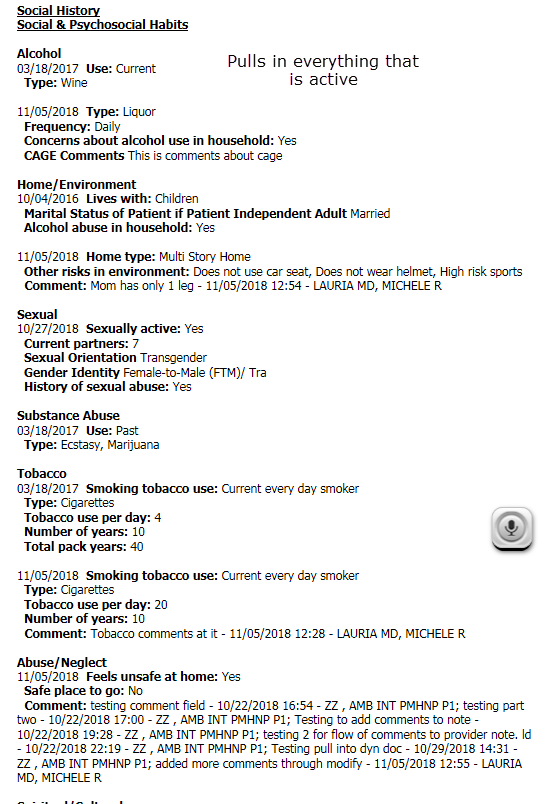 Social History
Social & Psychosocial Habits
Alcohol
03/18/2017 Use: Current
Type: Wine
Pulls in everything that
is active
11/05/2018 Type: Liquor
Frequency: Daily
Concerns about alcohol use in household: Yes
CAGE Comments This is comments about cage
Home/Environment
10/04/2016 Lives with: Children
Marital Status of Patient if Patient Independent Adult Married
Alcohol abuse in household: Yes
11/05/2018 Home type: Multi Story Home
Other risks in environment: Does not use car seat, Does not wear helmet, High risk sports
Comment: Mom has only 1 leg - 11/05/2018 12:54 - LAURIA MD, MICHELE R
Sexual
10/27/2018 Sexually active: Yes
Current partners: 7
Sexual Orientation Transgender
Gender Identity Female-to-Male (FTM)/ Tra
History of sexual abuse: Yes
Substance Abuse
03/18/2017 Use: Past
Type: Ecstasy, Marijuana
Tobacco
03/18/2017 Smoking tobacco use: Current every day smoker
Type: Cigarettes
Tobacco use per day: 4
Number of years: 10
Total pack years: 40
11/05/2018 Smoking tobacco use: Current every day smoker
Type: Cigarettes
Tobacco use per day: 20
Number of years: 10
Comment: Tobacco comments at it - 11/05/2018 12:28 - LAURIA MD, MICHELE R
Abuse/Neglect
11/05/2018 Feels unsafe at home: Yes
Safe place to go: No
Comment: testing comment field - 10/22/2018 16:54 - ZZ , AMB INT PMHNP P1; testing part
two - 10/22/2018 17:00 - ZZ , AMB INT PMHNP P1; Testing to add comments to note -
10/22/2018 19:28 - ZZ , AMB INT PMHNP P1; testing 2 for flow of comments to provider note. ld
- 10/22/2018 22:19 - ZZ , AMB INT PMHNP P1; Testing pull into dyn doc - 10/29/2018 14:31 -
ZZ , AMB INT PMHNP P1; added more comments through modify - 11/05/2018 12:55 - LAURIA
MD, MICHELE R